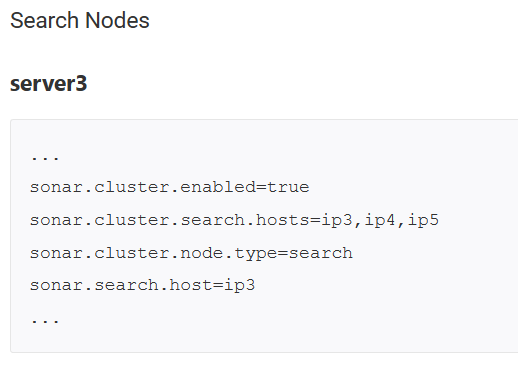 Search Nodes
server3
...
sonar.cluster.enabled=true
sonar.cluster.search.hosts=ip3,ip4,ip5
sonar.cluster.node.type=search
sonar.search.host=ip3
...